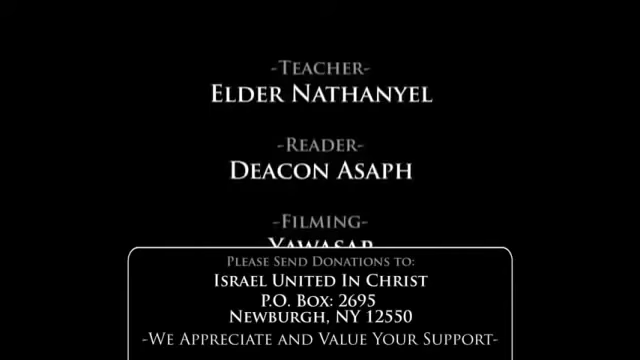 -Teacher-
Elder Nathanyel
-Reader-
Deacon Asaph
-Filming-
Yawasap
Please Send Donations to:
Israel United In Christ
P.O. Box: 2695
Newburgh, NY 12550
-We Appreciate and Value Your Support-